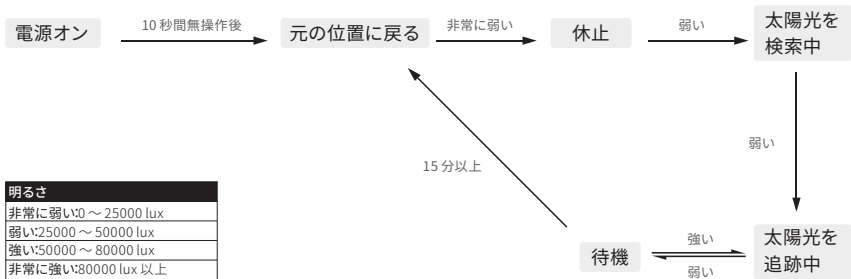 電源オン
10 秒間無操作後
元の位置に戻る
非常に弱い
休止
弱い
太陽光を
検索中
弱い
15 分以上
待機
強い
弱い
太陽光を
追跡中
明るさ
非常に弱い:0 ～ 25000 lux
弱い:25000 ～ 50000 lux
強い:50000 ～ 80000 lux
非常に強い:80000 lux 以上